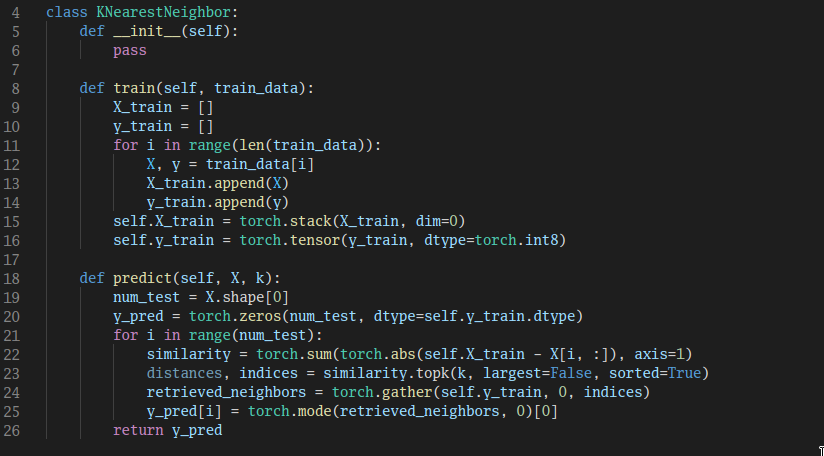 4 class KNearestNeighbor:
5     def __init__(self):
6         pass
7
8     def train(self, train_data):
9         X_train = []
10         y_train = []
11         for i in range(len(train_data)):
12             X, y = train_data[i]
13             X_train.append(X)
14             y_train.append(y)
15         self.X_train = torch.stack(X_train, dim=0)
16         self.y_train = torch.tensor(y_train, dtype=torch.int8)
17
18     def predict(self, X, k):
19         num_test = X.shape[0]
20         y_pred = torch.zeros(num_test, dtype=self.y_train.dtype)
21         for i in range(num_test):
22             similarity = torch.sum(torch.abs(self.X_train - X[i, :]), axis=1)
23             distances, indices = similarity.topk(k, largest=False, sorted=True)
24             retrieved_neighbors = torch.gather(self.y_train, 0, indices)
25             y_pred[i] = torch.mode(retrieved_neighbors, 0)[0]
26         return y_pred